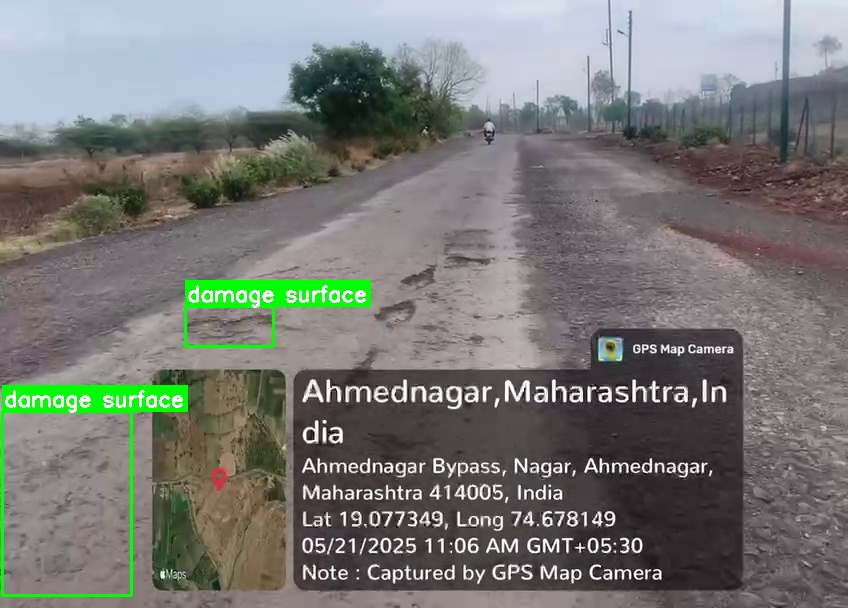 damage surface
damage surface
GPS Map Camera
Ahmednagar,Maharashtra,In
dia
Ahmednagar Bypass, Nagar, Ahmednagar,
Maharashtra 414005, India
Lat 19.077349, Long 74.678149
05/21/2025 11:06 AM GMT+05:30
Note : Captured by GPS Map Camera
Maps